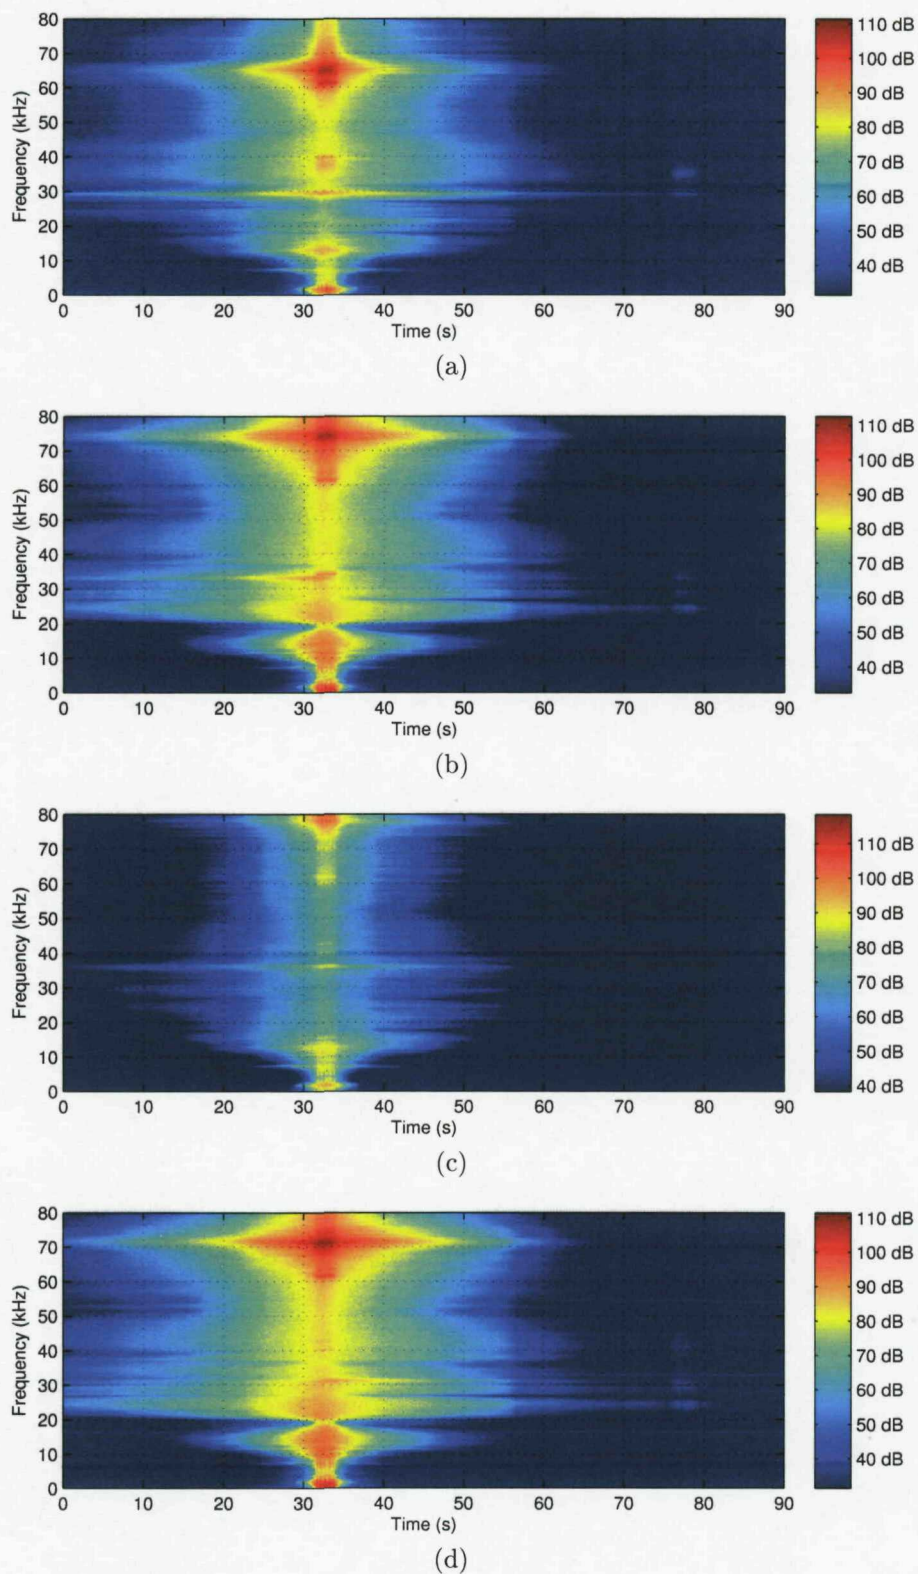 80
70
60
50
40
30
20
10
0
Frequency (kHz)
0 10 20 30 40 50 60 70 80 90
Time (s)
110 dB
100 dB
90 dB
80 dB
70 dB
60 dB
50 dB
40 dB
(a)
80
70
60
50
40
30
20
10
0
Frequency (kHz)
0 10 20 30 40 50 60 70 80 90
Time (s)
110 dB
100 dB
90 dB
80 dB
70 dB
60 dB
50 dB
40 dB
(b)
80
70
60
50
40
30
20
10
0
Frequency (kHz)
0 10 20 30 40 50 60 70 80 90
Time (s)
110 dB
100 dB
90 dB
80 dB
70 dB
60 dB
50 dB
40 dB
(c)
80
70
60
50
40
30
20
10
0
Frequency (kHz)
0 10 20 30 40 50 60 70 80 90
Time (s)
110 dB
100 dB
90 dB
80 dB
70 dB
60 dB
50 dB
40 dB
(d)